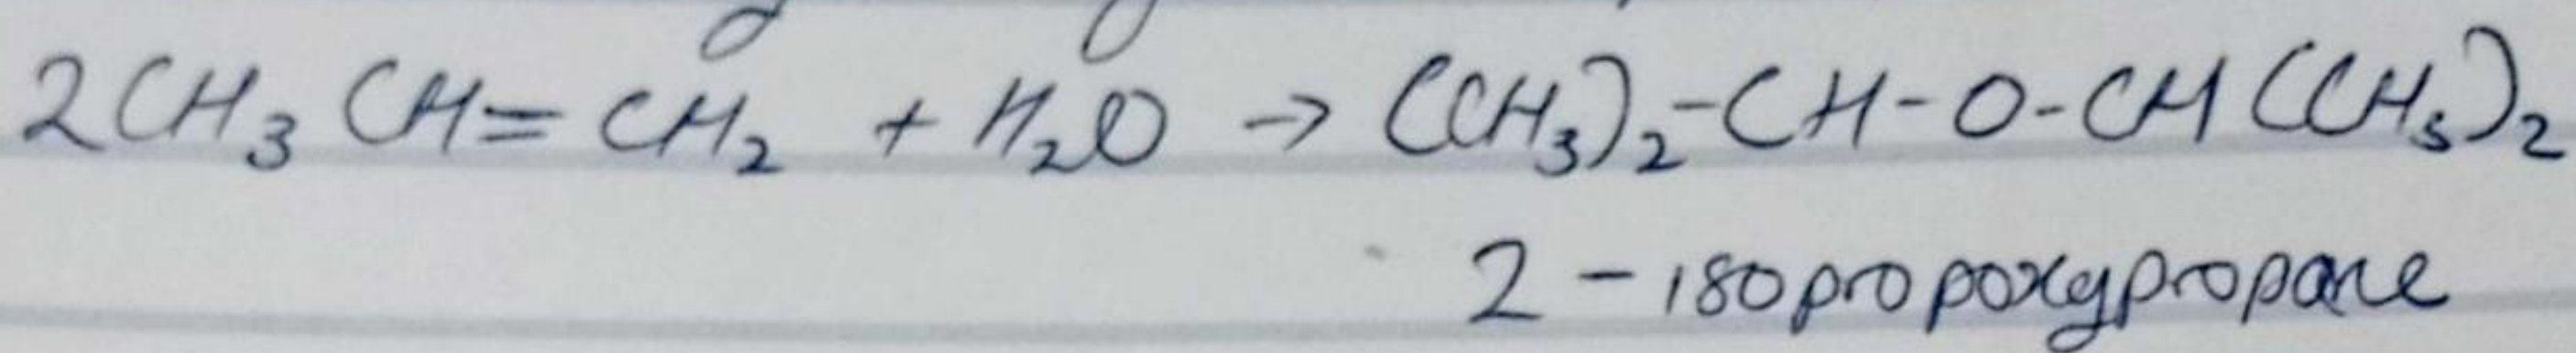 2CH₃CH=CH₂ + H₂O → (CH₃)₂-CH-O-CH(CH₃)₂
2-isopropoxypropane